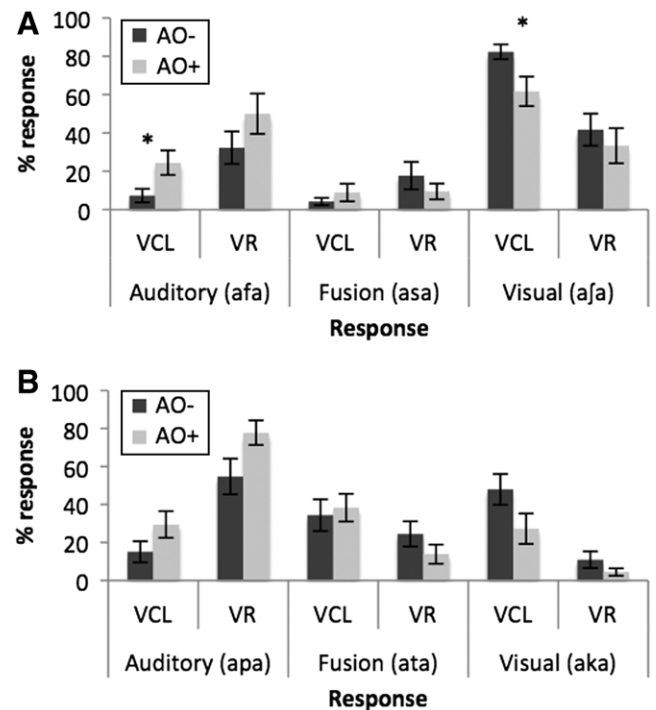 A
100
80
60
40
20
0
% response
AO-
AO+
*
*
VCL VR VCL VR VCL VR
Auditory (afa) Fusion (asa) Visual (aʃa)
Response
B
100
80
60
40
20
0
% response
AO-
AO+
VCL VR VCL VR VCL VR
Auditory (apa) Fusion (ata) Visual (aka)
Response